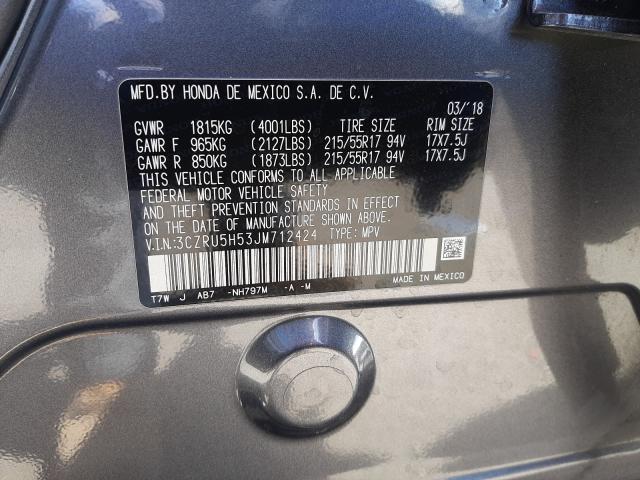 MFD.BY HONDA DE MEXICO S.A. DE C.V.
03/'18
GVWR 1815KG (4001LBS) TIRE SIZE RIM SIZE
GAWR F 965KG (2127LBS) 215/55R17 94V 17X7.5J
GAWR R 850KG (1873LBS) 215/55R17 94V 17X7.5J
THIS VEHICLE CONFORMS TO ALL APPLICABLE
FEDERAL MOTOR VEHICLE SAFETY
AND THEFT PREVENTION STANDARDS IN EFFECT
ON THE DATE OF MANUFACTURE SHOWN ABOVE.
V.I.N:3CZRU5H53JM712424 TYPE: MPV
T7W J AB7 -NH797M -A -M
MADE IN MEXICO